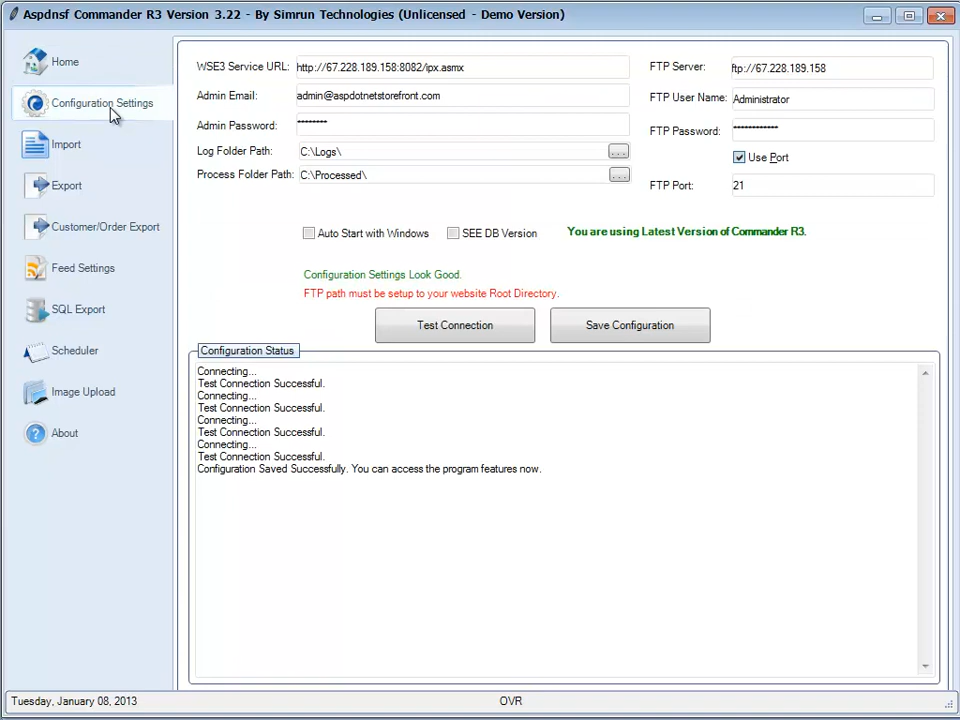 Aspdnsf Commander R3 Version 3.22 - By Simrun Technologies (Unlicensed - Demo Version)
Home
Configuration Settings
Import
Export
Customer/Order Export
Feed Settings
SQL Export
Scheduler
Image Upload
About
WSE3 Service URL: http://67.228.189.158:8082/ipx.asmx
Admin Email: admin@aspdotnetstorefront.com
Admin Password: ********
Log Folder Path: C:\Logs\ ...
Process Folder Path: C:\Processed\ ...
FTP Server: ftp://67.228.189.158
FTP User Name: Administrator
FTP Password: ************
Use Port
FTP Port: 21
Auto Start with Windows SEE DB Version You are using Latest Version of Commander R3.
Configuration Settings Look Good.
FTP path must be setup to your website Root Directory.
Test Connection Save Configuration
Configuration Status
Connecting...
Test Connection Successful.
Connecting...
Test Connection Successful.
Connecting...
Test Connection Successful.
Connecting...
Test Connection Successful.
Configuration Saved Successfully. You can access the program features now.
Tuesday, January 08, 2013 OVR